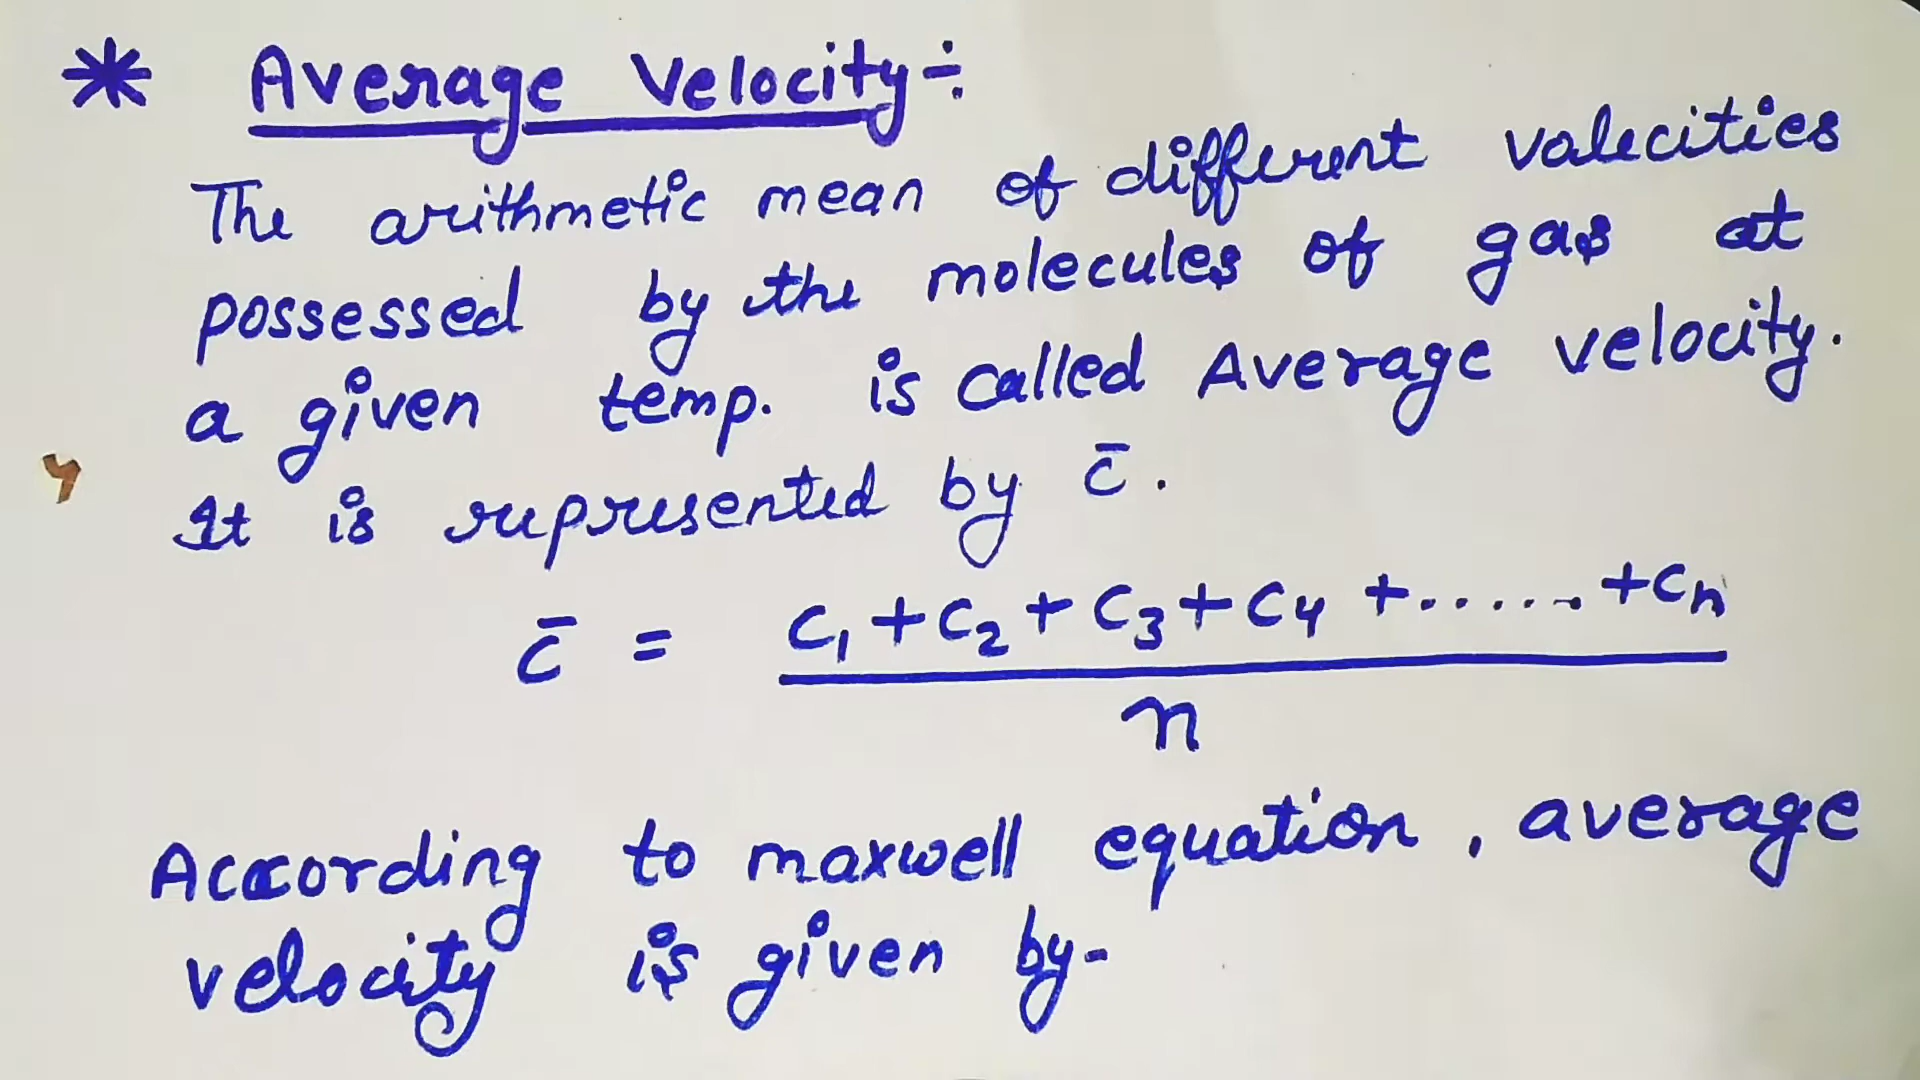 * Average Velocity÷
The arithmetic mean of different valecities
possessed by the molecules of gas at
a given temp. is called Average velocity.
It is represented by c̄.
c̄ = (C₁ + C₂ + C₃ + C₄ + ...... + Cₙ) / n
According to maxwell equation, average
velocity is given by-